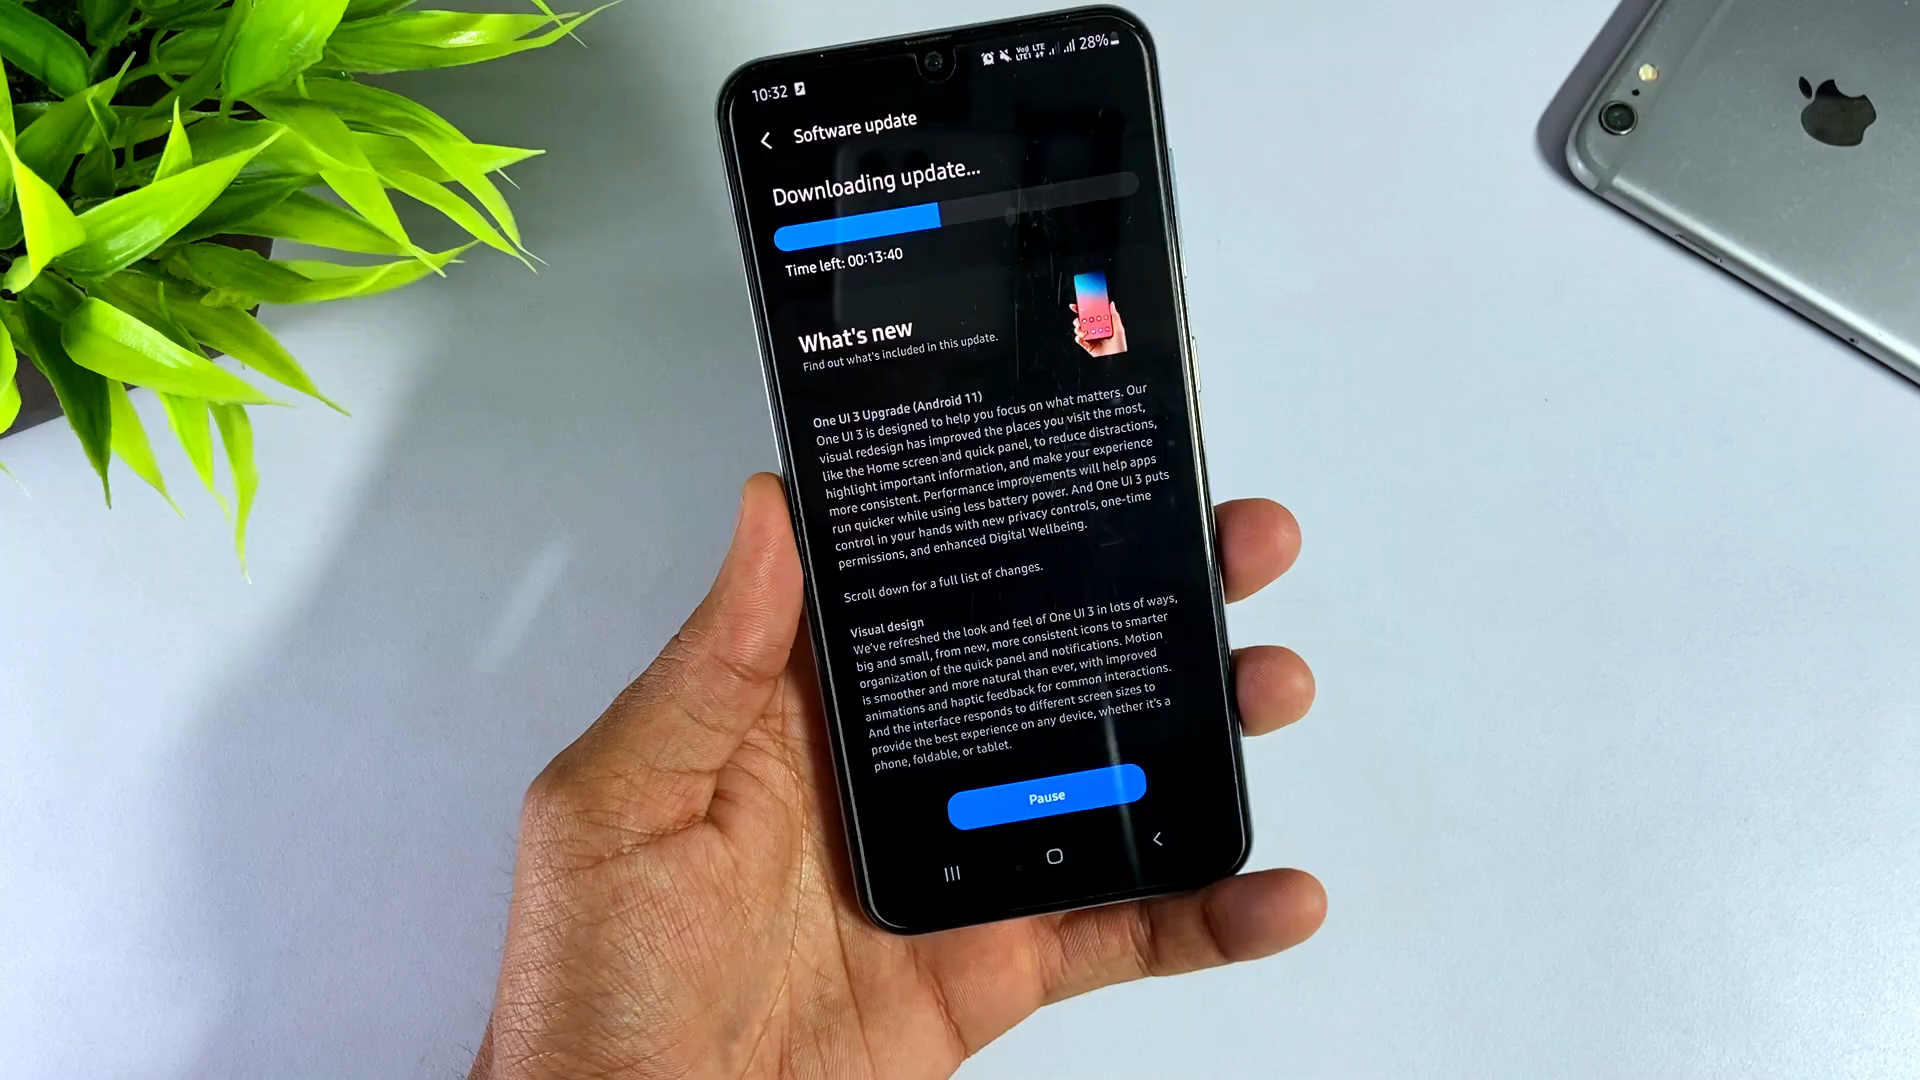 10:32
Vo)) LTE
LTE1
28%
Software update
Downloading update...
Time left: 00:13:40
What's new
Find out what's included in this update.
One UI 3 Upgrade (Android 11)
One UI 3 is designed to help you focus on what matters. Our
visual redesign has improved the places you visit the most,
like the Home screen and quick panel, to reduce distractions,
highlight important information, and make your experience
more consistent. Performance improvements will help apps
run quicker while using less battery power. And One UI 3 puts
control in your hands with new privacy controls, one-time
permissions, and enhanced Digital Wellbeing.
Scroll down for a full list of changes.
Visual design
We've refreshed the look and feel of One UI 3 in lots of ways,
big and small, from new, more consistent icons to smarter
organization of the quick panel and notifications. Motion
is smoother and more natural than ever, with improved
animations and haptic feedback for common interactions.
And the interface responds to different screen sizes to
provide the best experience on any device, whether it's a
phone, foldable, or tablet.
Pause